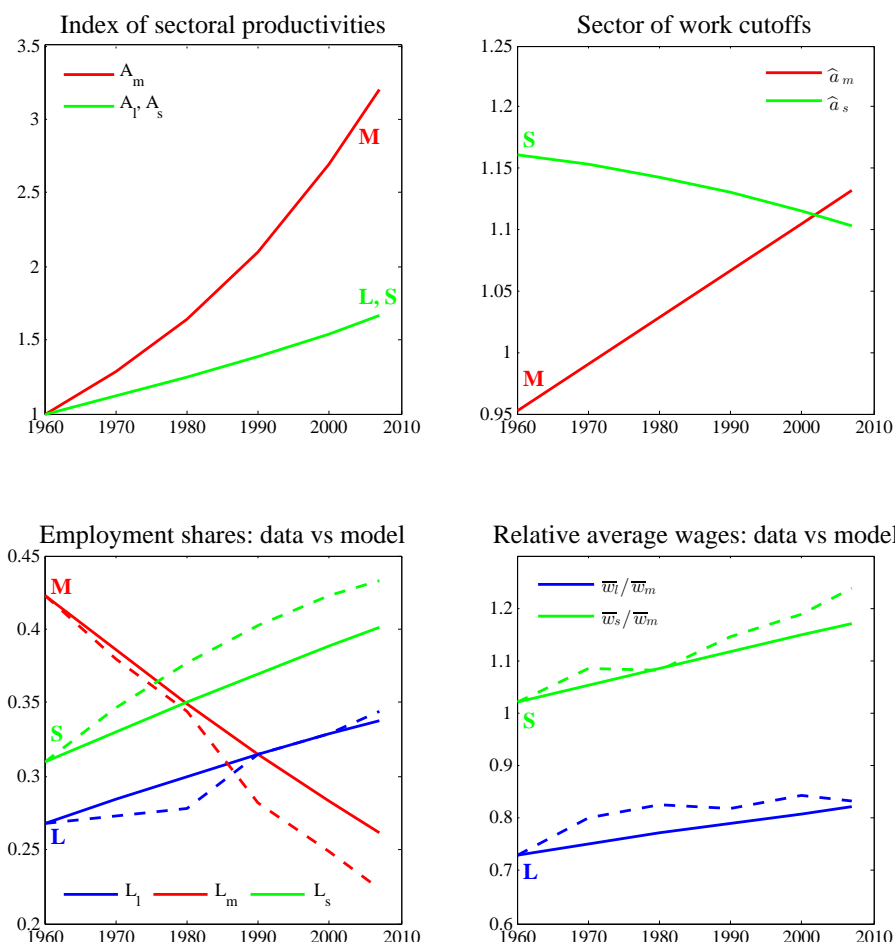 Index of sectoral productivities
3.5
3
2.5
2
1.5
1
A_m
A_l, A_s
M
L, S
1960 1970 1980 1990 2000 2010
Sector of work cutoffs
1.25
1.2
1.15
1.1
1.05
1
0.95
â_m
â_s
S
M
1960 1970 1980 1990 2000 2010
Employment shares: data vs model
0.45
0.4
0.35
0.3
0.25
0.2
M
S
L
L_l L_m L_s
1960 1970 1980 1990 2000 2010
Relative average wages: data vs model
1.2
1.1
1
0.9
0.8
0.7
0.6
w̅_l/w̅_m
w̅_s/w̅_m
S
L
1960 1970 1980 1990 2000 2010